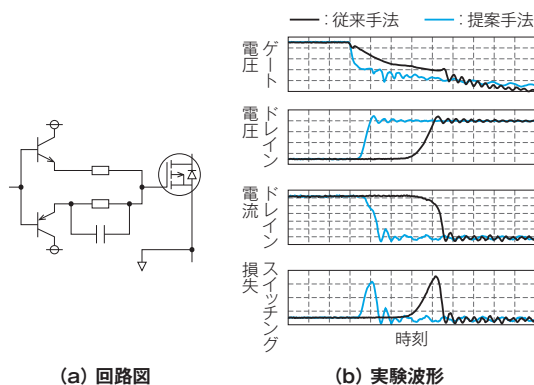 ━: 従来手法 ━: 提案手法
ゲート電圧
ドレイン電圧
ドレイン電流
スイッチング損失
時刻
(a) 回路図
(b) 実験波形